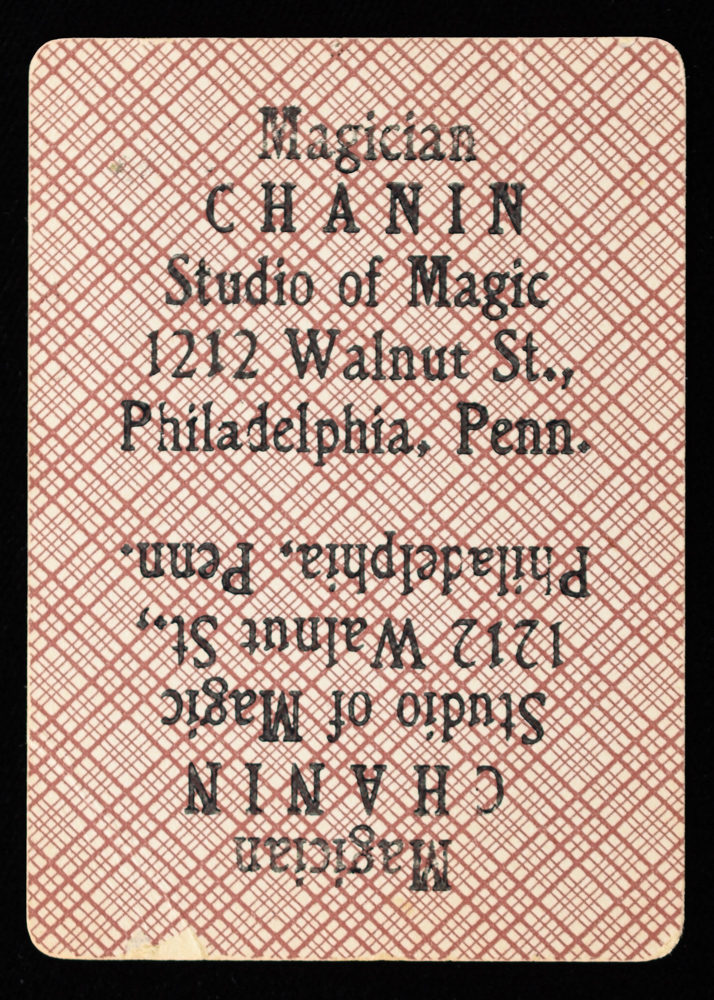 Magician
CHANIN
Studio of Magic
1212 Walnut St.,
Philadelphia, Penn.
Philadelphia, Penn.
1212 Walnut St.,
Studio of Magic
CHANIN
Magician